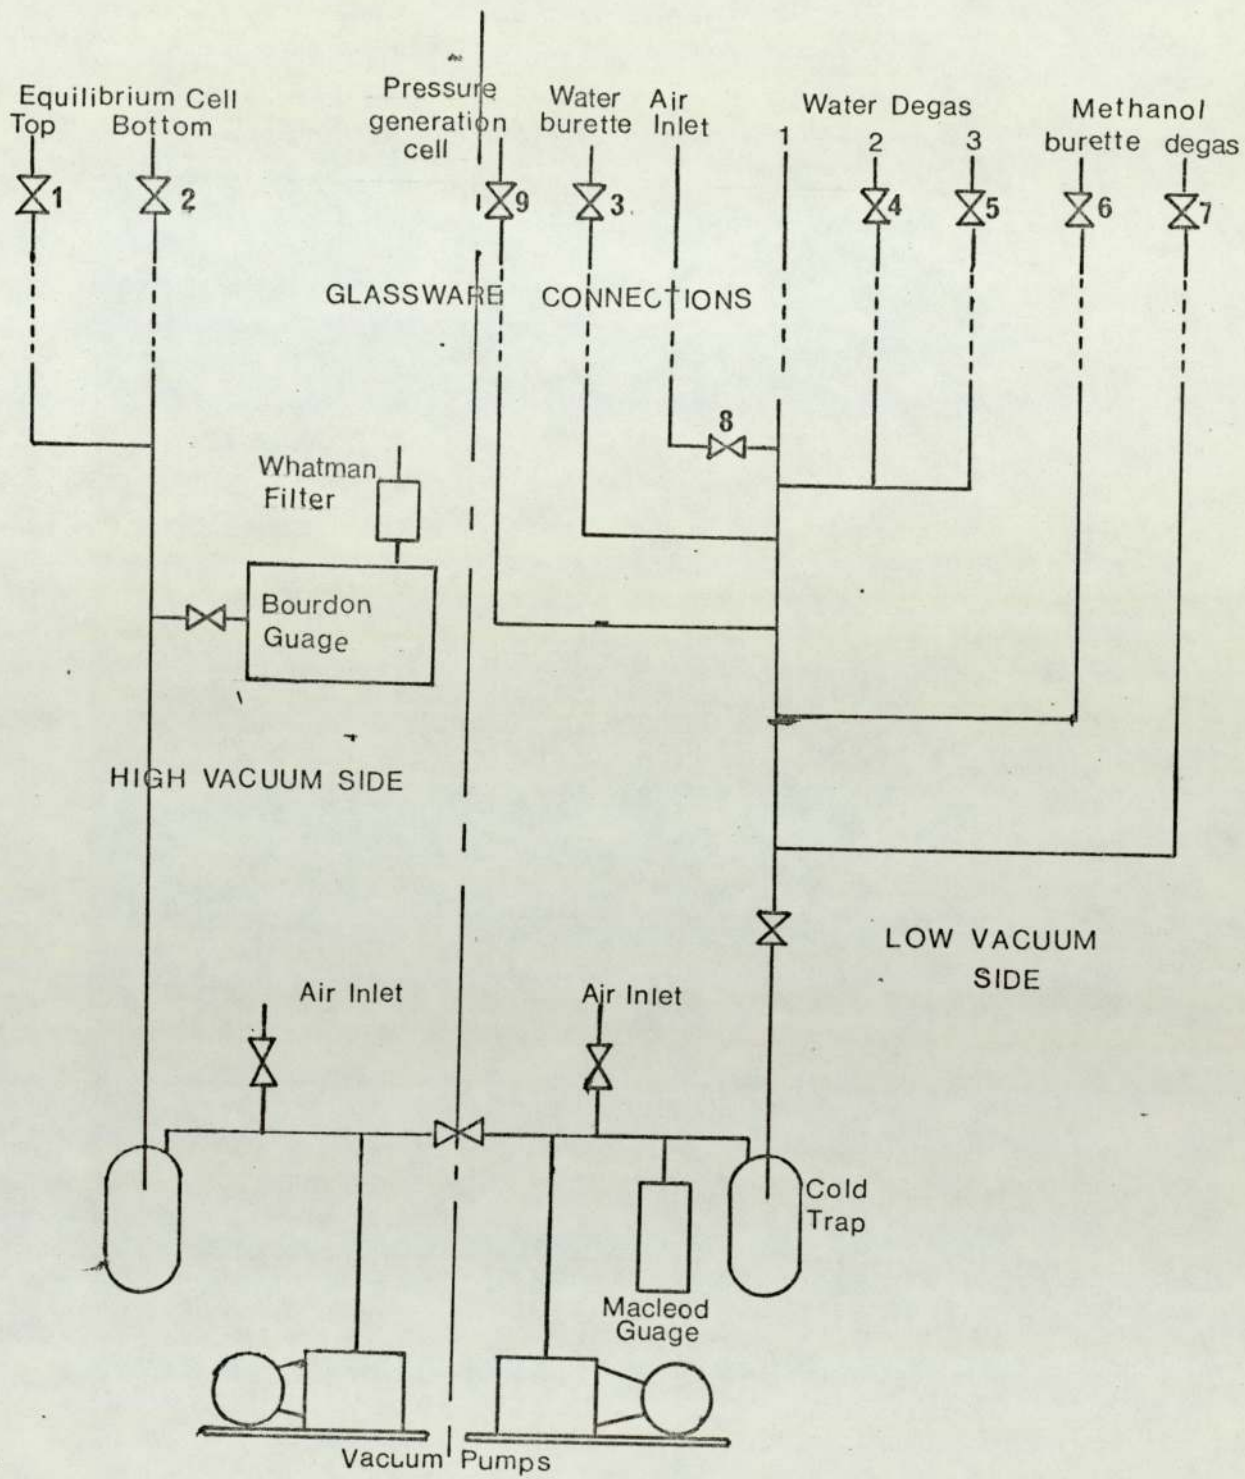 Equilibrium Cell
Top
Bottom
Pressure
generation
cell
Water
burette
Air
Inlet
Water Degas
1
2
3
Methanol
burette degas
1
2
9
3
4
5
6
7
GLASSWARE CONNECTIONS
8
Whatman
Filter
Bourdon
Guage
HIGH VACUUM SIDE
LOW VACUUM
SIDE
Air Inlet
Air Inlet
Cold
Trap
Macleod
Guage
Vacuum Pumps